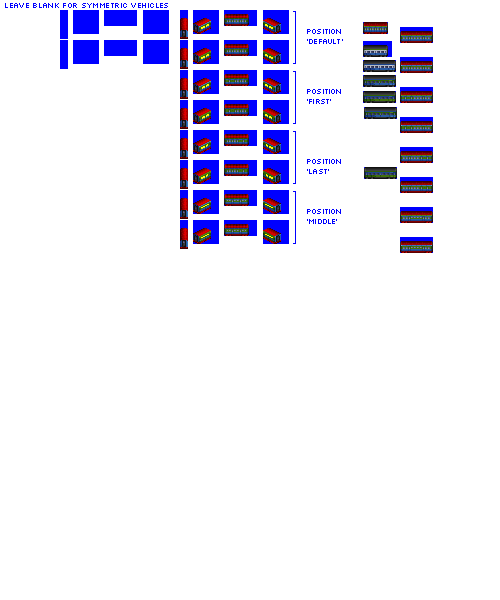 LEAVE BLANK FOR SYMMETRIC VEHICLES
POSITION
'DEFAULT'
POSITION
'FIRST'
POSITION
'LAST'
POSITION
'MIDDLE'